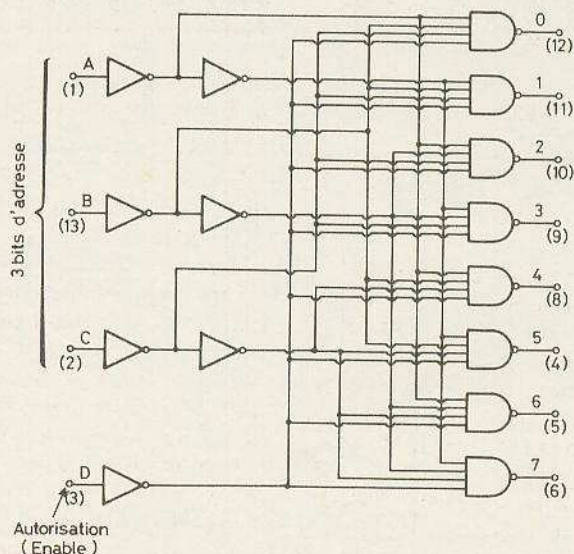 0
(12)
A
(1)
1
(11)
2
(10)
3 bits d'adresse
B
(13)
3
(9)
4
(8)
C
(2)
5
(4)
6
(5)
D
(3)
7
(6)
Autorisation
(Enable)